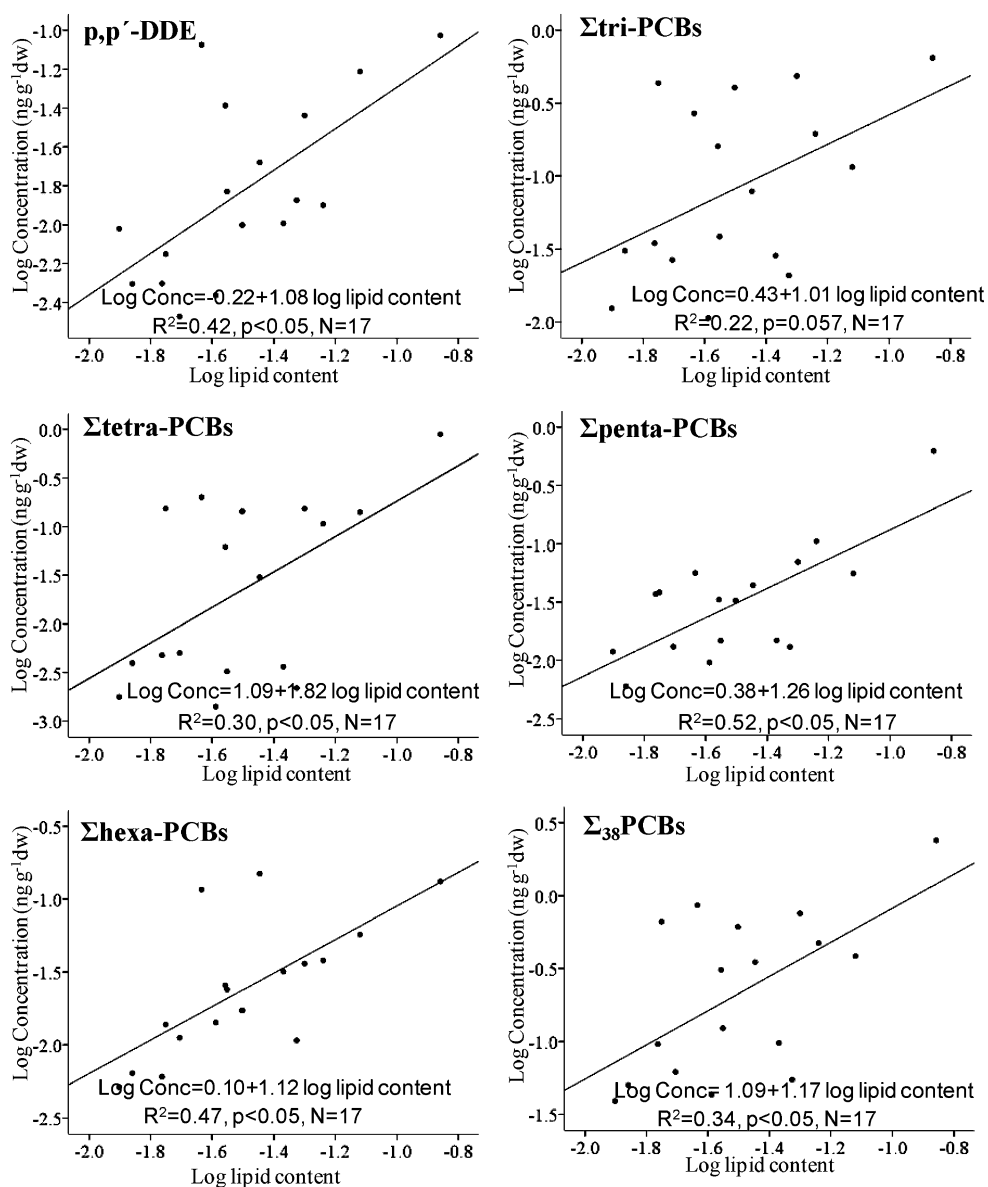 p,p´-DDE
Log Concentration (ng g-1dw)
-1.0
-1.2
-1.4
-1.6
-1.8
-2.0
-2.2
-2.4
Log Conc=-0.22+1.08 log lipid content
R2=0.42, p<0.05, N=17
-2.0 -1.8 -1.6 -1.4 -1.2 -1.0 -0.8
Log lipid content
Σtri-PCBs
Log Concentration (ng g-1dw)
0.0
-0.5
-1.0
-1.5
-2.0
Log Conc=0.43+1.01 log lipid content
R2=0.22, p=0.057, N=17
-2.0 -1.8 -1.6 -1.4 -1.2 -1.0 -0.8
Log lipid content
Σtetra-PCBs
Log Concentration (ng g-1dw)
0.0
-0.5
-1.0
-1.5
-2.0
-2.5
-3.0
Log Conc=1.09+1.82 log lipid content
R2=0.30, p<0.05, N=17
-2.0 -1.8 -1.6 -1.4 -1.2 -1.0 -0.8
Log lipid content
Σpenta-PCBs
Log Concentration (ng g-1dw)
0.0
-0.5
-1.0
-1.5
-2.0
-2.5
Log Conc=0.38+1.26 log lipid content
R2=0.52, p<0.05, N=17
-2.0 -1.8 -1.6 -1.4 -1.2 -1.0 -0.8
Log lipid content
Σhexa-PCBs
Log Concentration (ng g-1dw)
-0.5
-1.0
-1.5
-2.0
-2.5
Log Conc=0.10+1.12 log lipid content
R2=0.47, p<0.05, N=17
-2.0 -1.8 -1.6 -1.4 -1.2 -1.0 -0.8
Log lipid content
Σ38PCBs
Log Concentration (ng g-1dw)
0.5
0.0
-0.5
-1.0
-1.5
Log Conc= 1.09+1.17 log lipid content
R2=0.34, p<0.05, N=17
-2.0 -1.8 -1.6 -1.4 -1.2 -1.0 -0.8
Log lipid content